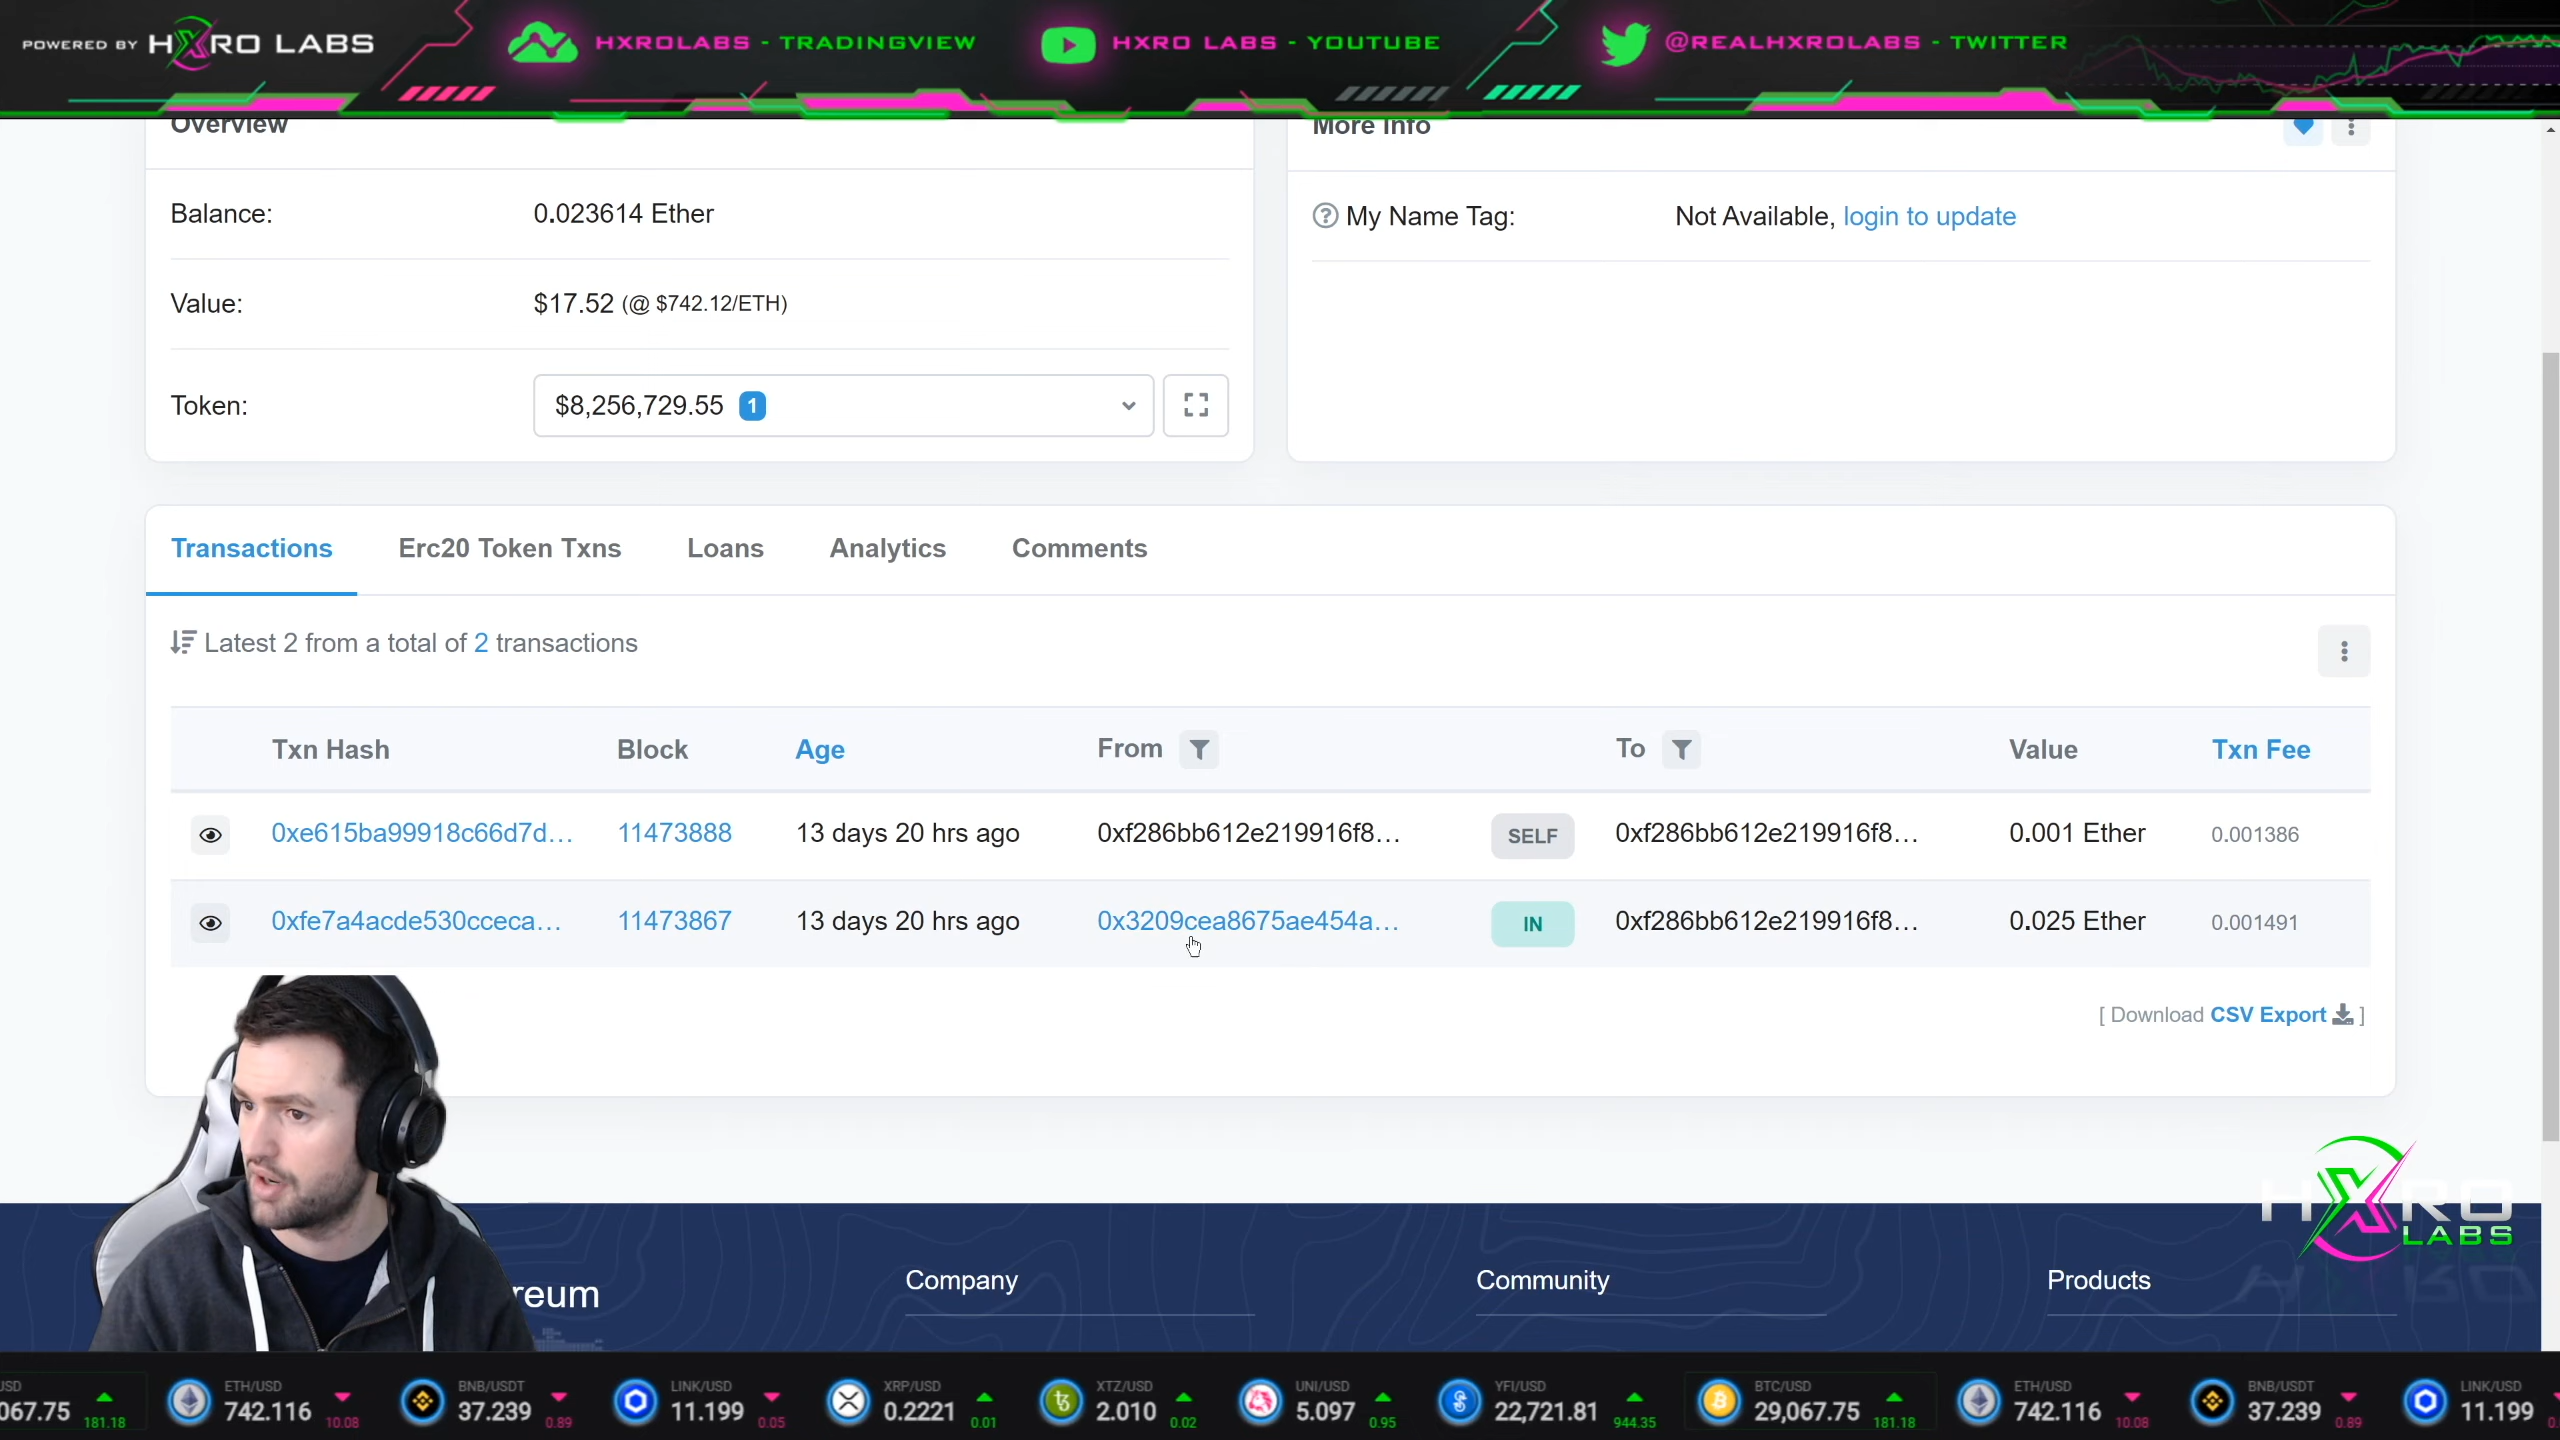 POWERED BY HXRO LABS
HXROLABS - TRADINGVIEW
HXRO LABS - YOUTUBE
@REALHXROLABS - TWITTER
Overview
More Info
Balance:
0.023614 Ether
My Name Tag:
Not Available, login to update
Value:
$17.52 (@ $742.12/ETH)
Token:
$8,256,729.55 1
Transactions
Erc20 Token Txns
Loans
Analytics
Comments
Latest 2 from a total of 2 transactions
Txn Hash Block Age From To Value Txn Fee
0xe615ba99918c66d7d... 11473888 13 days 20 hrs ago 0xf286bb612e219916f8... SELF 0xf286bb612e219916f8... 0.001 Ether 0.001386
0xfe7a4acde530cceca... 11473867 13 days 20 hrs ago 0x3209cea8675ae454a... IN 0xf286bb612e219916f8... 0.025 Ether 0.001491
[ Download CSV Export ]
HXRO
LABS
reum
Company
Community
Products
USD
067.75
181.18
ETH/USD
742.116
10.08
BNB/USDT
37.239
0.89
LINK/USD
11.199
0.05
XRP/USD
0.2221
0.01
XTZ/USD
2.010
0.02
UNI/USD
5.097
0.95
YFI/USD
22,721.81
944.35
BTC/USD
29,067.75
181.18
ETH/USD
742.116
10.08
BNB/USDT
37.239
0.89
LINK/USD
11.199